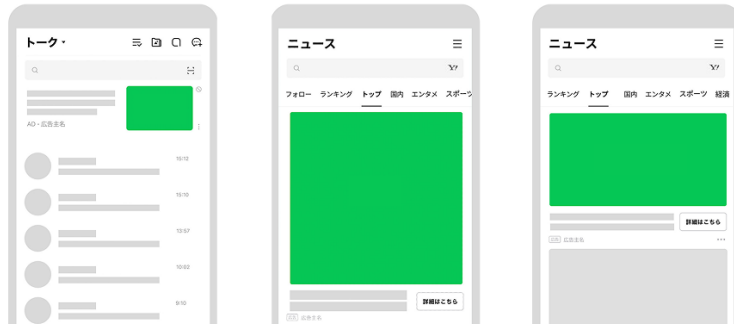 トーク
AD・広告主名
15:12
15:10
13:57
10:02
9:10
ニュース
Y!
フォロー ランキング トップ 国内 エンタメ スポーツ
詳細はこちら
広告 広告主名
ニュース
Y!
ランキング トップ 国内 エンタメ スポーツ 経済
詳細はこちら
広告 広告主名